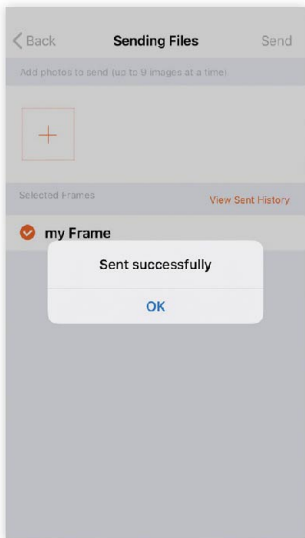 Back Sending Files Send
Add photos to send (up to 9 images at a time)
Selected Frames View Sent History
my Frame
Sent successfully
OK